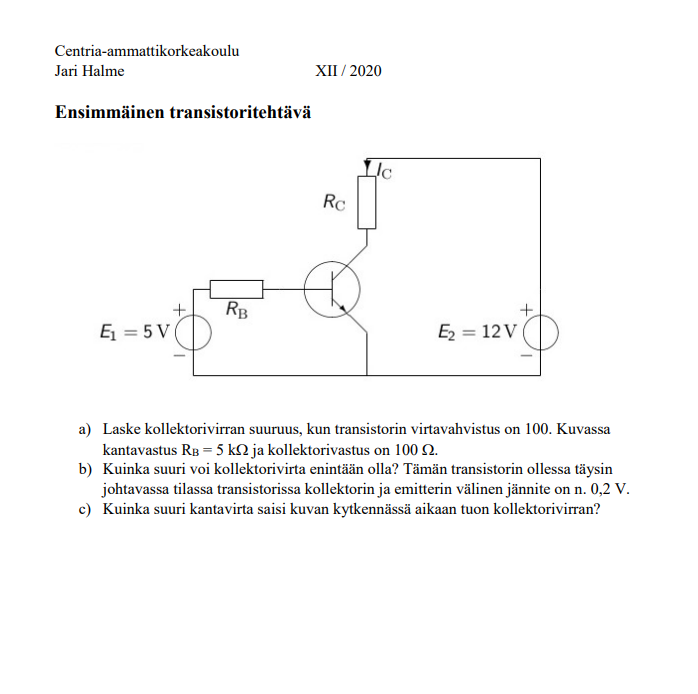 Centria-ammattikorkeakoulu
Jari Halme XII / 2020
Ensimmäinen transistoritehtävä
I_C
R_C
R_B
+
E_1 = 5 V
−
+
E_2 = 12 V
−
a) Laske kollektorivirran suuruus, kun transistorin virtavahvistus on 100. Kuvassa
kantavastus R_B = 5 kΩ ja kollektorivastus on 100 Ω.
b) Kuinka suuri voi kollektorivirta enintään olla? Tämän transistorin ollessa täysin
johtavassa tilassa transistorissa kollektorin ja emitterin välinen jännite on n. 0,2 V.
c) Kuinka suuri kantavirta saisi kuvan kytkennässä aikaan tuon kollektorivirran?